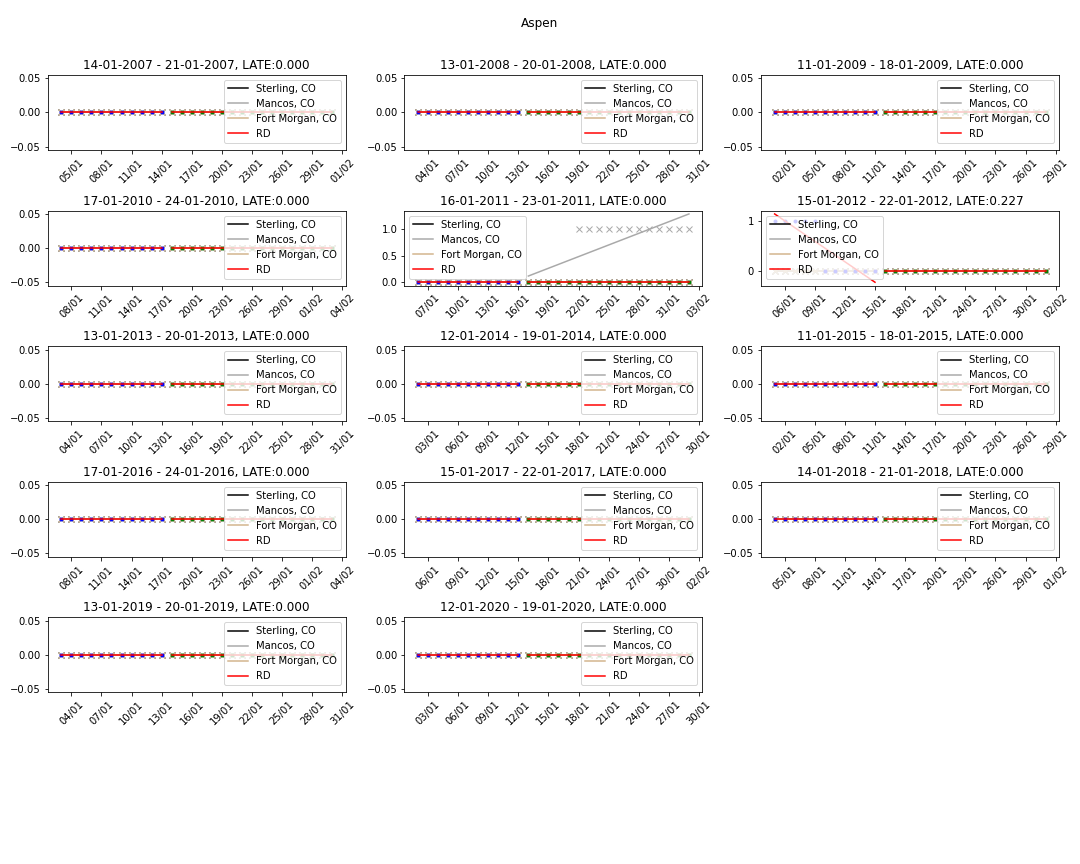 Aspen
14-01-2007 - 21-01-2007, LATE:0.000
0.05
0.00
−0.05
Sterling, CO
Mancos, CO
Fort Morgan, CO
RD
05/01 08/01 11/01 14/01 17/01 20/01 23/01 26/01 29/01 01/02
13-01-2008 - 20-01-2008, LATE:0.000
0.05
0.00
−0.05
Sterling, CO
Mancos, CO
Fort Morgan, CO
RD
04/01 07/01 10/01 13/01 16/01 19/01 22/01 25/01 28/01 31/01
11-01-2009 - 18-01-2009, LATE:0.000
0.05
0.00
−0.05
Sterling, CO
Mancos, CO
Fort Morgan, CO
RD
02/01 05/01 08/01 11/01 14/01 17/01 20/01 23/01 26/01 29/01
17-01-2010 - 24-01-2010, LATE:0.000
0.05
0.00
−0.05
Sterling, CO
Mancos, CO
Fort Morgan, CO
RD
08/01 11/01 14/01 17/01 20/01 23/01 26/01 29/01 01/02 04/02
16-01-2011 - 23-01-2011, LATE:0.000
1.0
0.5
0.0
Sterling, CO
Mancos, CO
Fort Morgan, CO
RD
07/01 10/01 13/01 16/01 19/01 22/01 25/01 28/01 31/01 03/02
15-01-2012 - 22-01-2012, LATE:0.227
1
0
Sterling, CO
Mancos, CO
Fort Morgan, CO
RD
06/01 09/01 12/01 15/01 18/01 21/01 24/01 27/01 30/01 02/02
13-01-2013 - 20-01-2013, LATE:0.000
0.05
0.00
−0.05
Sterling, CO
Mancos, CO
Fort Morgan, CO
RD
04/01 07/01 10/01 13/01 16/01 19/01 22/01 25/01 28/01 31/01
12-01-2014 - 19-01-2014, LATE:0.000
0.05
0.00
−0.05
Sterling, CO
Mancos, CO
Fort Morgan, CO
RD
03/01 06/01 09/01 12/01 15/01 18/01 21/01 24/01 27/01 30/01
11-01-2015 - 18-01-2015, LATE:0.000
0.05
0.00
−0.05
Sterling, CO
Mancos, CO
Fort Morgan, CO
RD
02/01 05/01 08/01 11/01 14/01 17/01 20/01 23/01 26/01 29/01
17-01-2016 - 24-01-2016, LATE:0.000
0.05
0.00
−0.05
Sterling, CO
Mancos, CO
Fort Morgan, CO
RD
08/01 11/01 14/01 17/01 20/01 23/01 26/01 29/01 01/02 04/02
15-01-2017 - 22-01-2017, LATE:0.000
0.05
0.00
−0.05
Sterling, CO
Mancos, CO
Fort Morgan, CO
RD
06/01 09/01 12/01 15/01 18/01 21/01 24/01 27/01 30/01 02/02
14-01-2018 - 21-01-2018, LATE:0.000
0.05
0.00
−0.05
Sterling, CO
Mancos, CO
Fort Morgan, CO
RD
05/01 08/01 11/01 14/01 17/01 20/01 23/01 26/01 29/01 01/02
13-01-2019 - 20-01-2019, LATE:0.000
0.05
0.00
−0.05
Sterling, CO
Mancos, CO
Fort Morgan, CO
RD
04/01 07/01 10/01 13/01 16/01 19/01 22/01 25/01 28/01 31/01
12-01-2020 - 19-01-2020, LATE:0.000
0.05
0.00
−0.05
Sterling, CO
Mancos, CO
Fort Morgan, CO
RD
03/01 06/01 09/01 12/01 15/01 18/01 21/01 24/01 27/01 30/01